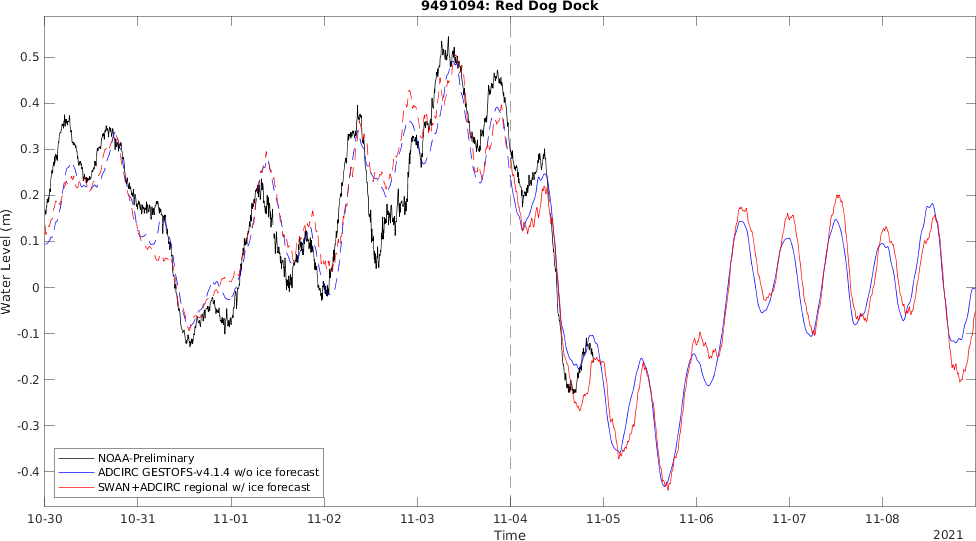 9491094: Red Dog Dock
Water Level (m)
0.5
0.4
0.3
0.2
0.1
0
-0.1
-0.2
-0.3
-0.4
NOAA-Preliminary
ADCIRC GESTOFS-v4.1.4 w/o ice forecast
SWAN+ADCIRC regional w/ ice forecast
10-30 10-31 11-01 11-02 11-03 11-04 11-05 11-06 11-07 11-08
Time
2021